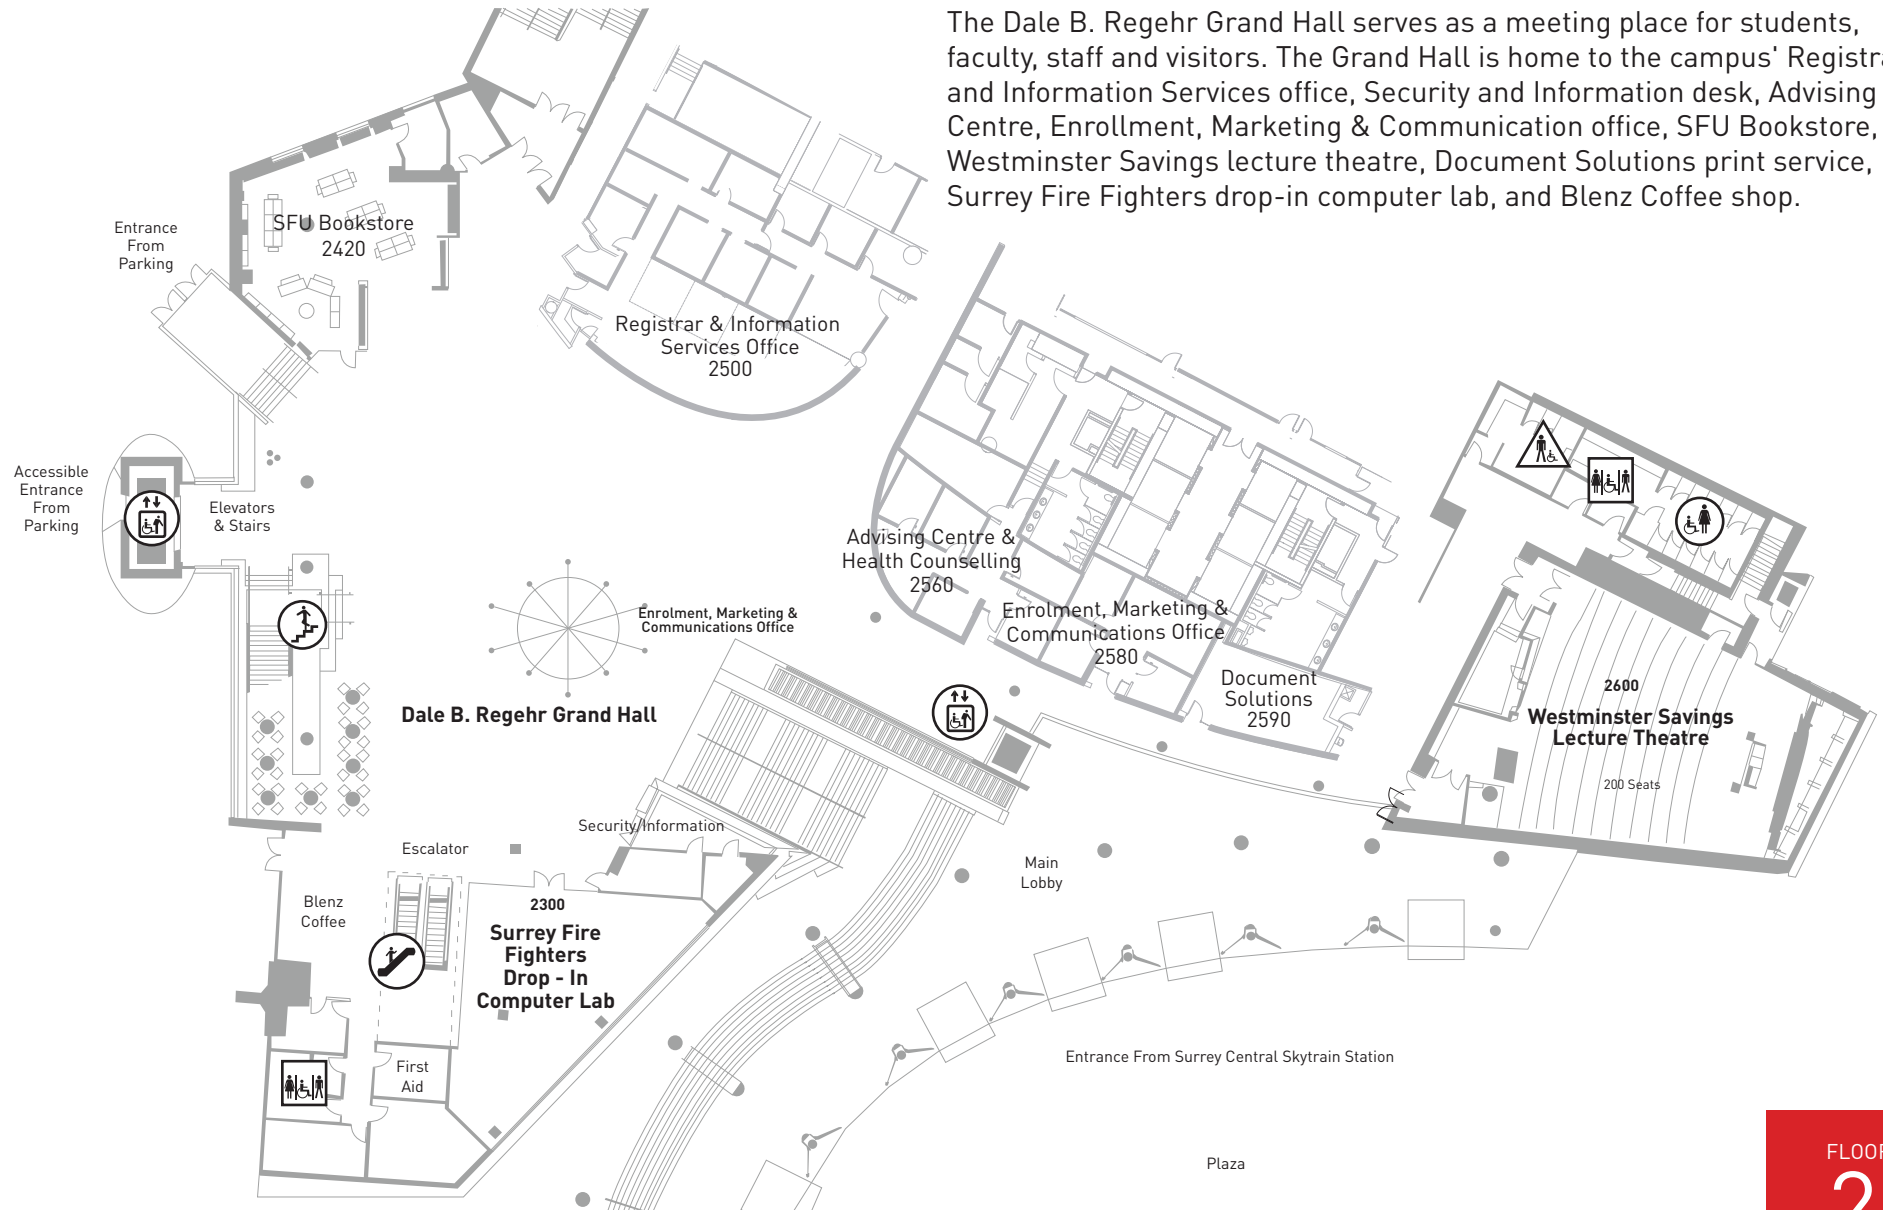 The Dale B. Regehr Grand Hall serves as a meeting place for students,
faculty, staff and visitors. The Grand Hall is home to the campus' Registra
and Information Services office, Security and Information desk, Advising
Centre, Enrollment, Marketing & Communication office, SFU Bookstore,
Westminster Savings lecture theatre, Document Solutions print service,
Surrey Fire Fighters drop-in computer lab, and Blenz Coffee shop.
Entrance
From
Parking
SFU Bookstore
2420
Registrar & Information
Services Office
2500
Accessible
Entrance
From
Parking
Elevators
& Stairs
Advising Centre &
Health Counselling
2560
Enrolment, Marketing &
Communications Office
Enrolment, Marketing &
Communications Office
2580
Document
Solutions
2590
2600
Westminster Savings
Lecture Theatre
200 Seats
Dale B. Regehr Grand Hall
Security/Information
Escalator
Main
Lobby
Blenz
Coffee
2300
Surrey Fire
Fighters
Drop - In
Computer Lab
First
Aid
Entrance From Surrey Central Skytrain Station
Plaza
FLOOR
2